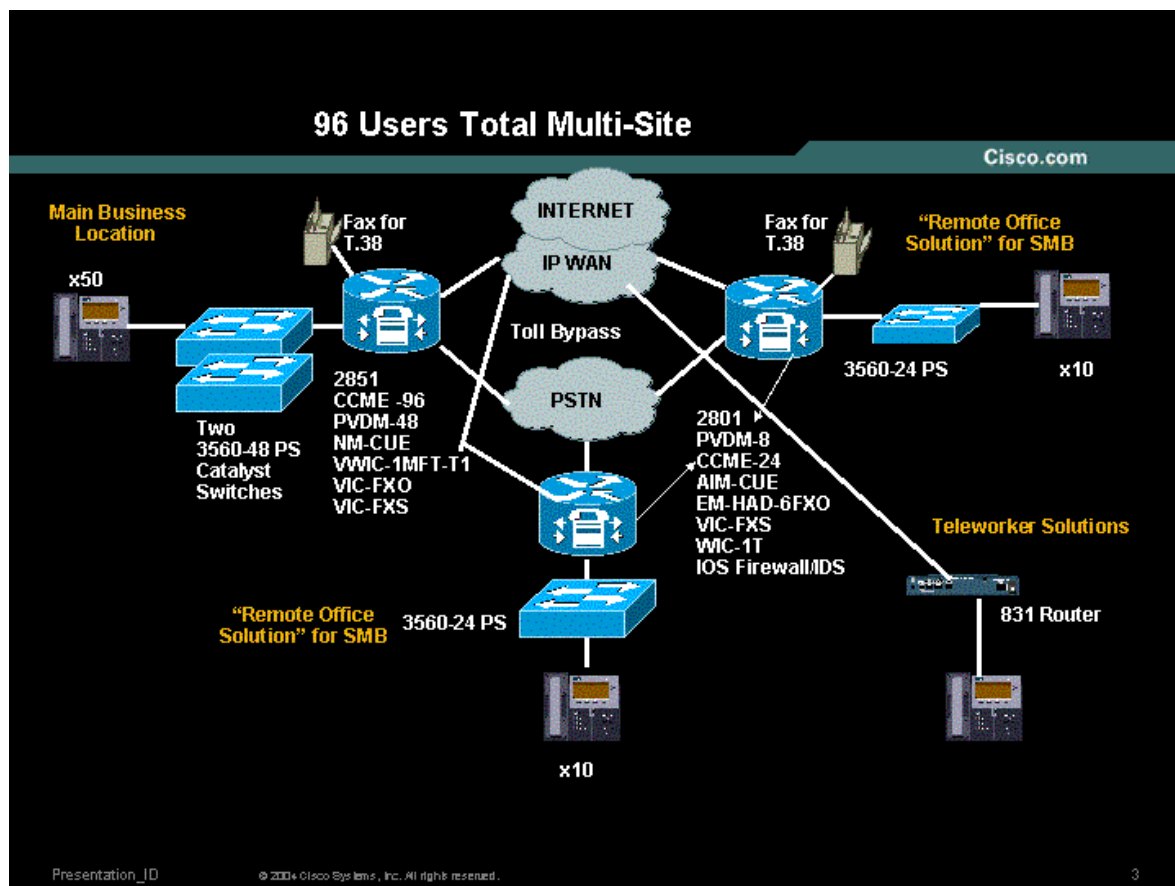 96 Users Total Multi-Site
Cisco.com
Main Business
Location
x50
Fax for
T.38
INTERNET
IP WAN
Fax for
T.38
“Remote Office
Solution” for SMB
Toll Bypass
3560-24 PS
x10
PSTN
Two
3560-48 PS
Catalyst
Switches
2851
CCME -96
PVDM-48
NM-CUE
VWIC-1MFT-T1
VIC-FXO
VIC-FXS
2801
PVDM-8
CCME-24
AIM-CUE
EM-HAD-6FXO
VIC-FXS
WIC-1T
IOS Firewall/IDS
Teleworker Solutions
831 Router
“Remote Office
Solution” for SMB
3560-24 PS
x10
Presentation_ID
© 2004 Cisco Systems, Inc. All rights reserved.
3